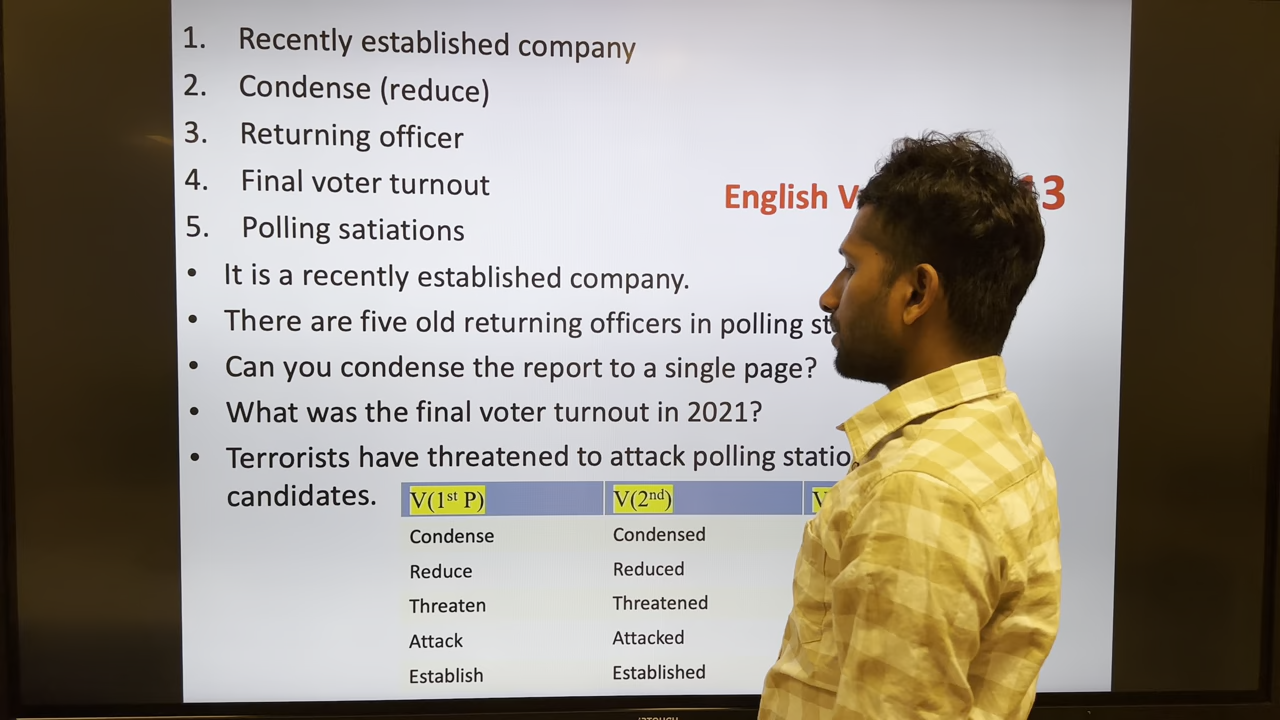 1. Recently established company
2. Condense (reduce)
3. Returning officer
4. Final voter turnout
English 13
5. Polling satiations
• It is a recently established company.
• There are five old returning officers in polling
• Can you condense the report to a single page?
• What was the final voter turnout in 2021?
• Terrorists have threatened to attack polling
candidates.
V(1st P) V(2nd)
Condense Condensed
Reduce Reduced
Threaten Threatened
Attack Attacked
Establish Established